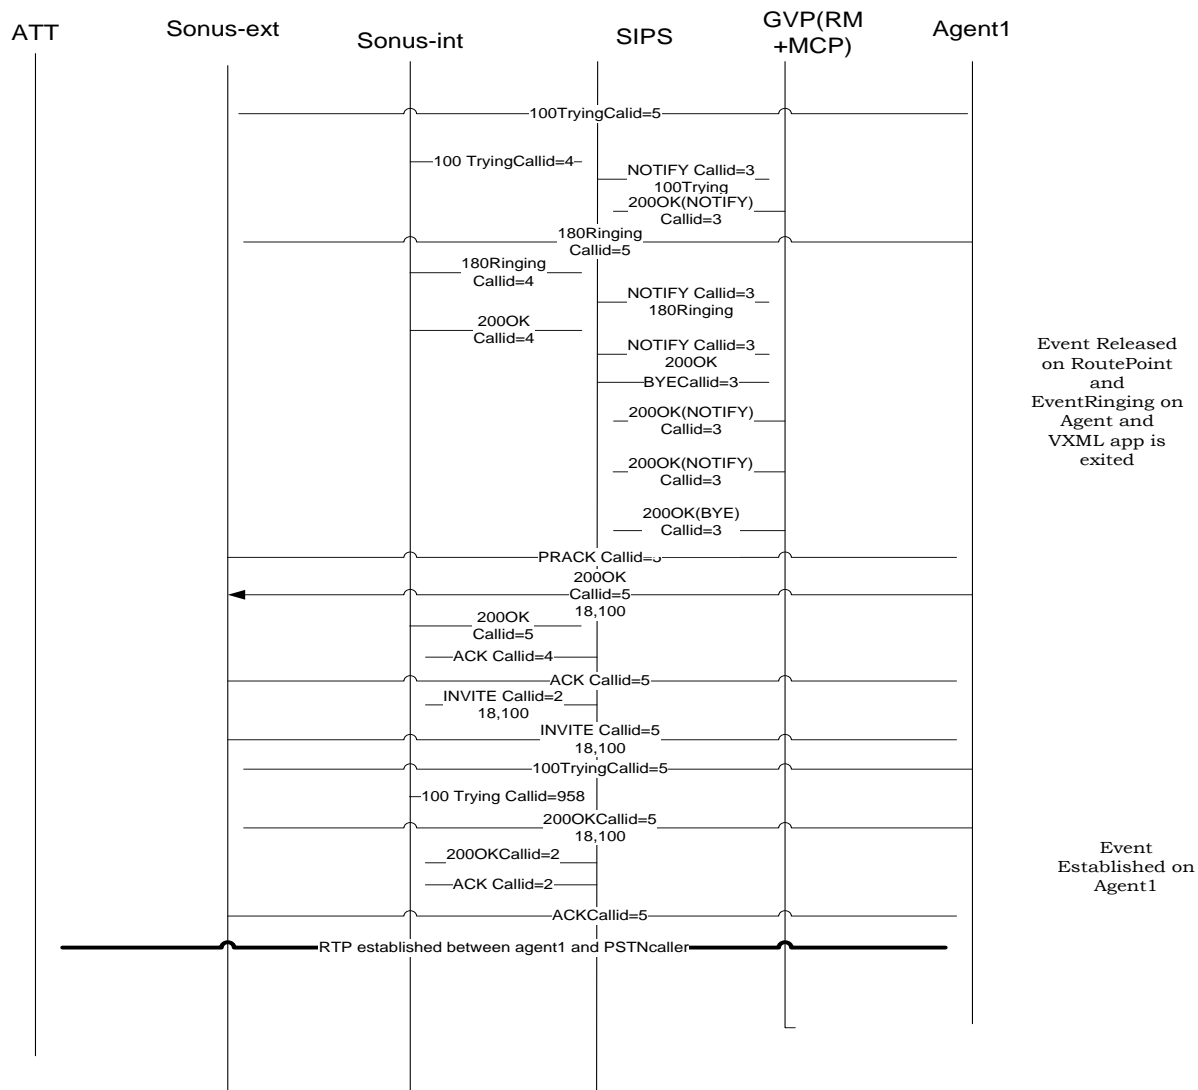 ATT
Sonus-ext
Sonus-int
SIPS
GVP(RM
+MCP)
Agent1
100TryingCalid=5
100 TryingCallid=4
NOTIFY Callid=3
100Trying
200OK(NOTIFY)
Callid=3
180Ringing
Callid=5
180Ringing
Callid=4
NOTIFY Callid=3
180Ringing
200OK
Callid=4
NOTIFY Callid=3
200OK
BYECallid=3
200OK(NOTIFY)
Callid=3
200OK(NOTIFY)
Callid=3
200OK(BYE)
Callid=3
Event Released
on RoutePoint
and
EventRinging on
Agent and
VXML app is
exited
PRACK Callid=5
200OK
Callid=5
18,100
200OK
Callid=5
ACK Callid=4
ACK Callid=5
INVITE Callid=2
18,100
INVITE Callid=5
18,100
100TryingCallid=5
100 Trying Callid=958
200OKCallid=5
18,100
200OKCallid=2
ACK Callid=2
ACKCallid=5
Event
Established on
Agent1
RTP established between agent1 and PSTNcaller